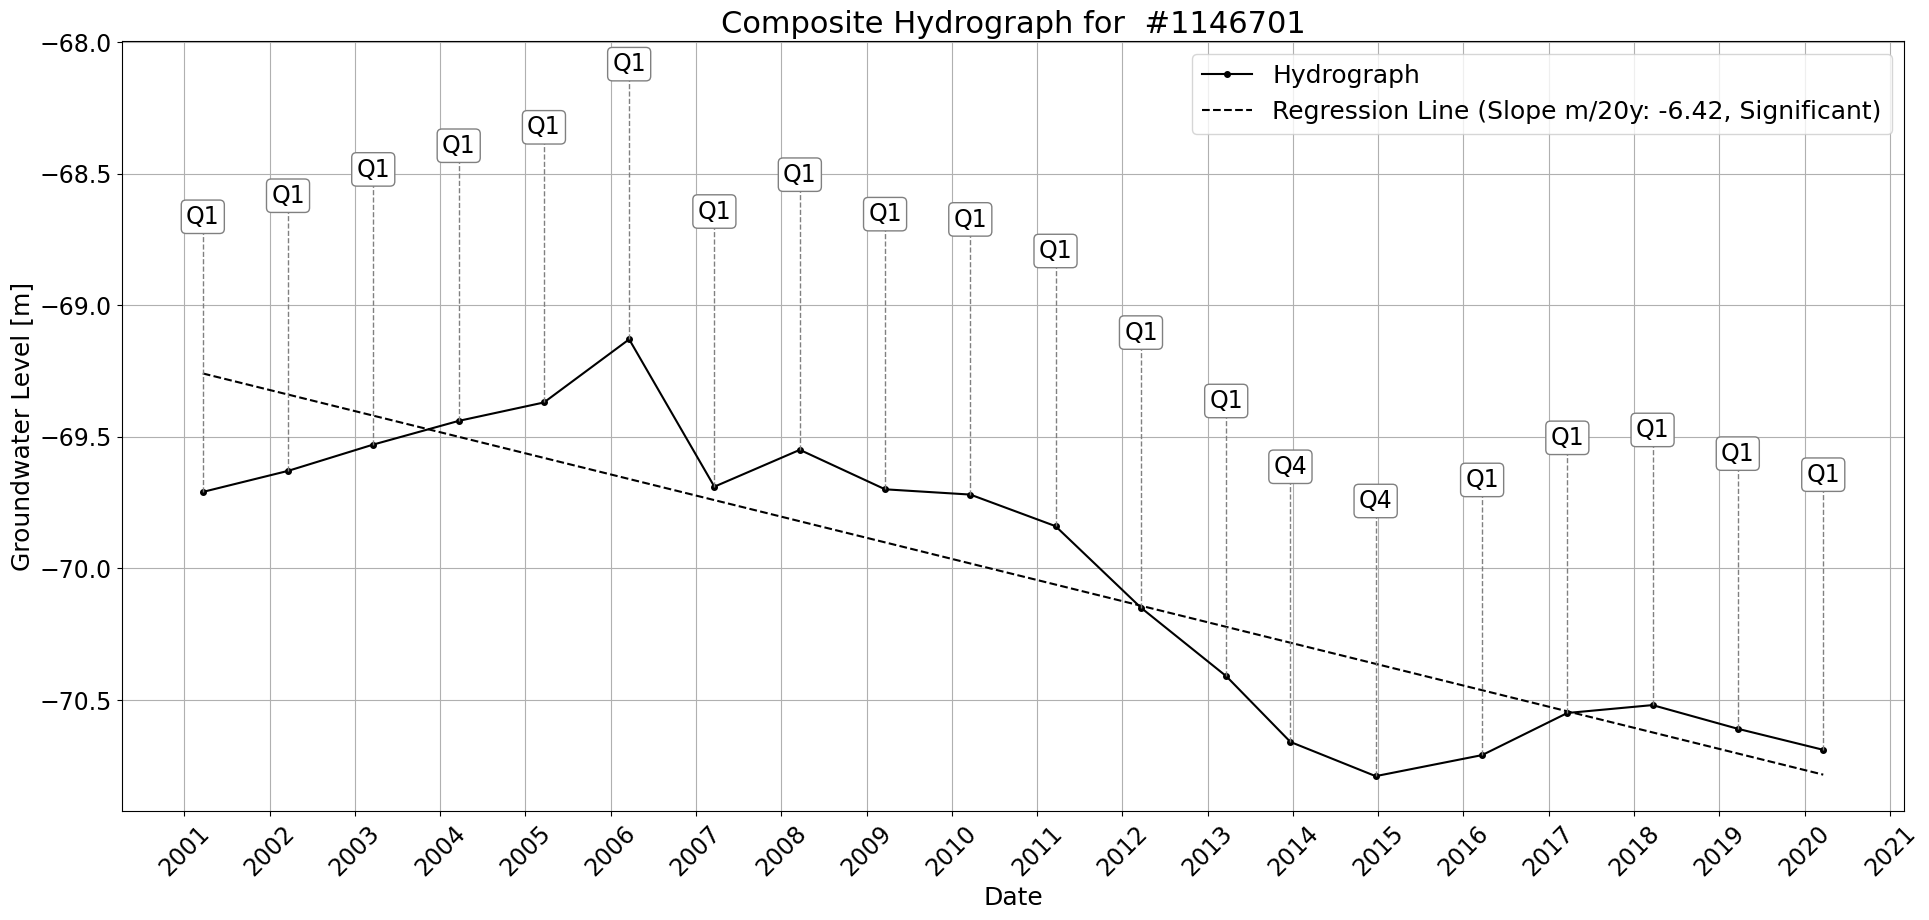 Composite Hydrograph for  #1146701
Hydrograph
Regression Line (Slope m/20y: -6.42, Significant)
Groundwater Level [m]
−68.0
−68.5
−69.0
−69.5
−70.0
−70.5
Q1
Q1
Q1
Q1
Q1
Q1
Q1
Q1
Q1
Q1
Q1
Q1
Q1
Q4
Q4
Q1
Q1
Q1
Q1
Q1
2001
2002
2003
2004
2005
2006
2007
2008
2009
2010
2011
2012
2013
2014
2015
2016
2017
2018
2019
2020
2021
Date